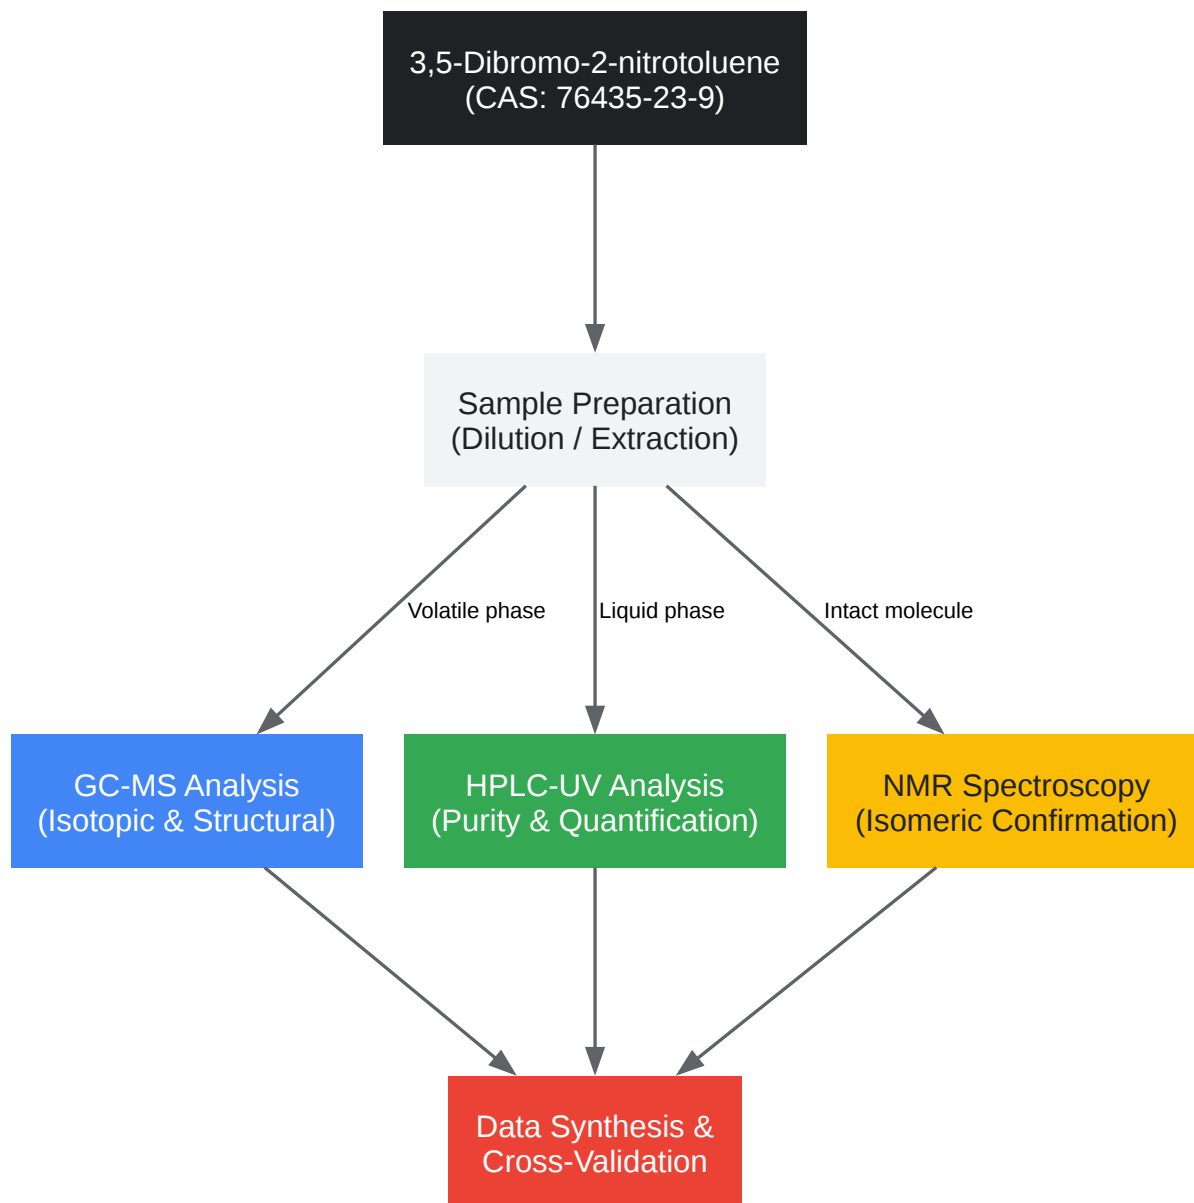 3,5-Dibromo-2-nitrotoluene
(CAS: 76435-23-9)
Sample Preparation
(Dilution / Extraction)
Volatile phase
Liquid phase
Intact molecule
GC-MS Analysis
(Isotopic & Structural)
HPLC-UV Analysis
(Purity & Quantification)
NMR Spectroscopy
(Isomeric Confirmation)
Data Synthesis &
Cross-Validation